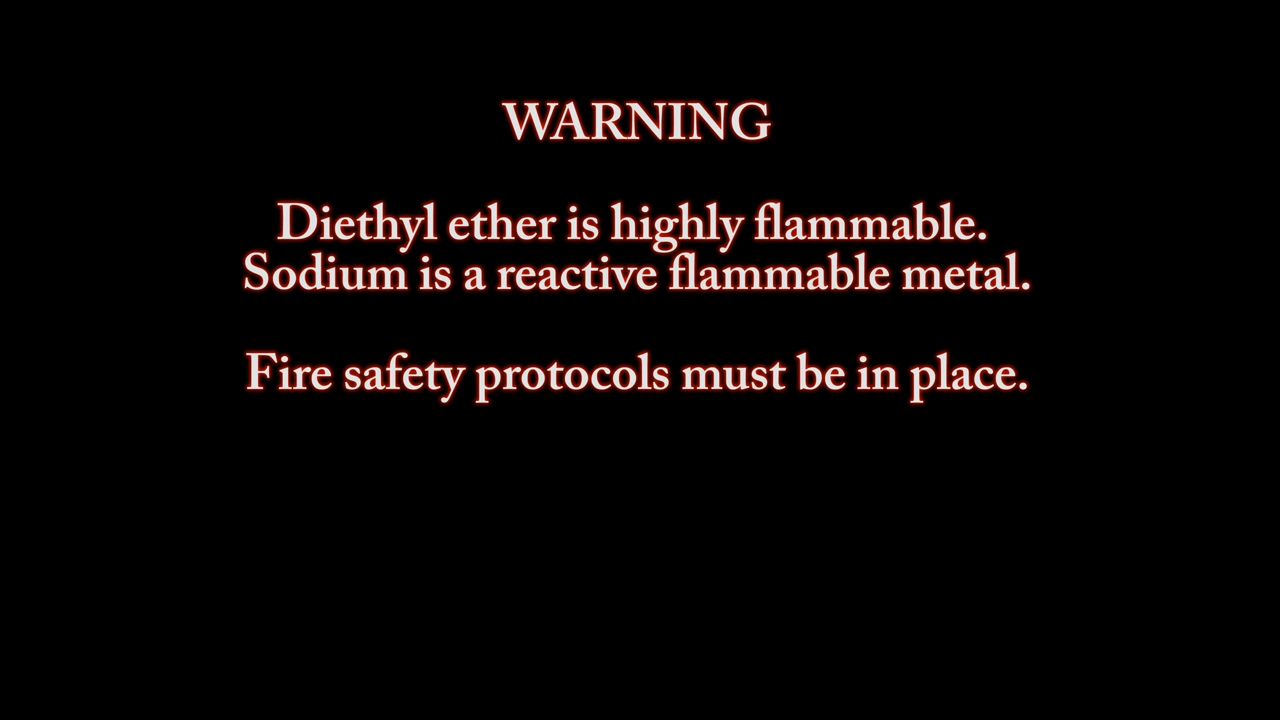 WARNING
Diethyl ether is highly flammable.
Sodium is a reactive flammable metal.
Fire safety protocols must be in place.